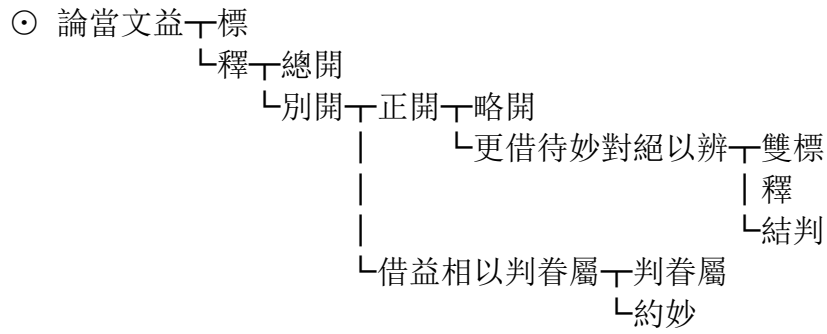 ⊙ 論當文益┬標
└釋┬總開
└別開┬正開┬略開
│ └更借待妙對絕以辨┬雙標
│ │釋
│ └結判
└借益相以判眷屬┬判眷屬
└約妙